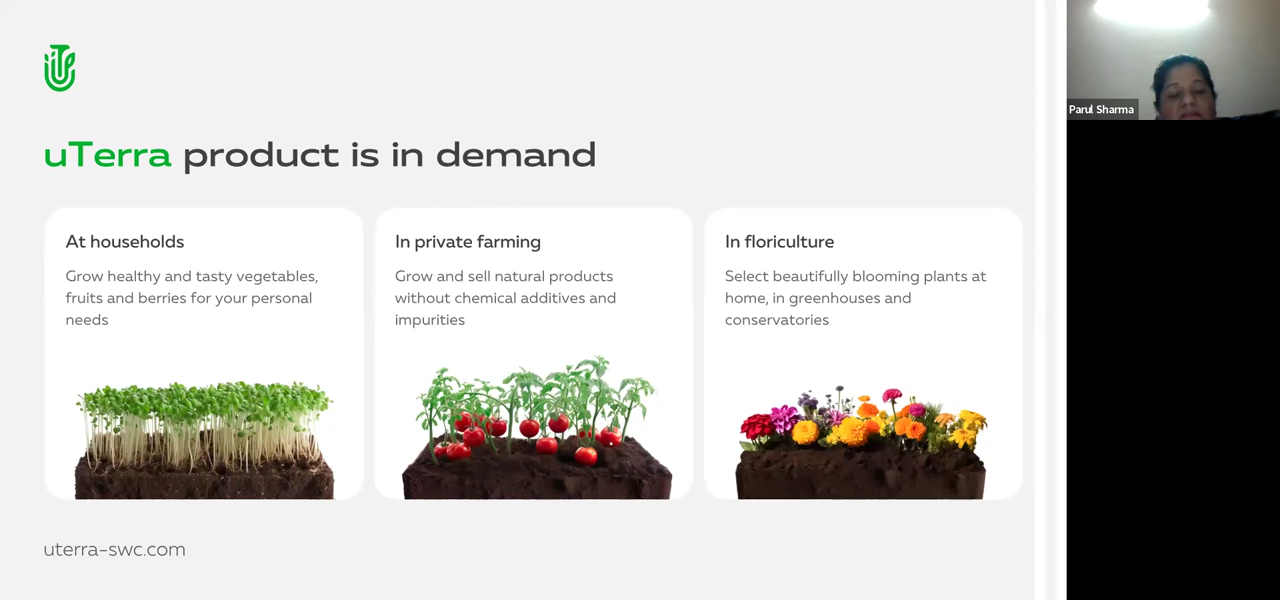 uTerra product is in demand
At households
Grow healthy and tasty vegetables,
fruits and berries for your personal
needs
In private farming
Grow and sell natural products
without chemical additives and
impurities
In floriculture
Select beautifully blooming plants at
home, in greenhouses and
conservatories
uterra-swc.com
Parul Sharma